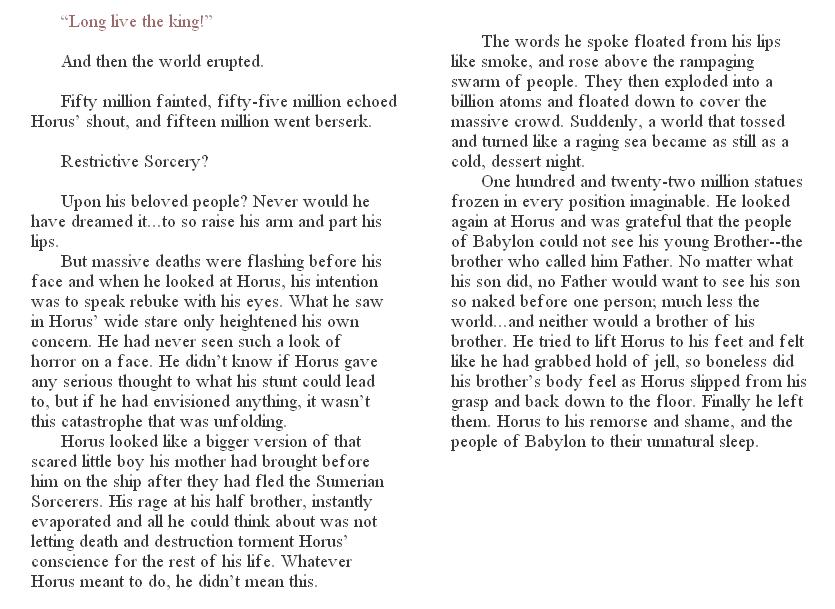 “Long live the king!”
And then the world erupted.
Fifty million fainted, fifty-five million echoed
Horus’ shout, and fifteen million went berserk.
Restrictive Sorcery?
Upon his beloved people? Never would he
have dreamed it...to so raise his arm and part his
lips.
But massive deaths were flashing before his
face and when he looked at Horus, his intention
was to speak rebuke with his eyes. What he saw
in Horus’ wide stare only heightened his own
concern. He had never seen such a look of
horror on a face. He didn’t know if Horus gave
any serious thought to what his stunt could lead
to, but if he had envisioned anything, it wasn’t
this catastrophe that was unfolding.
Horus looked like a bigger version of that
scared little boy his mother had brought before
him on the ship after they had fled the Sumerian
Sorcerers. His rage at his half brother, instantly
evaporated and all he could think about was not
letting death and destruction torment Horus’
conscience for the rest of his life. Whatever
Horus meant to do, he didn’t mean this.
The words he spoke floated from his lips
like smoke, and rose above the rampaging
swarm of people. They then exploded into a
billion atoms and floated down to cover the
massive crowd. Suddenly, a world that tossed
and turned like a raging sea became as still as a
cold, dessert night.
One hundred and twenty-two million statues
frozen in every position imaginable. He looked
again at Horus and was grateful that the people
of Babylon could not see his young Brother--the
brother who called him Father. No matter what
his son did, no Father would want to see his son
so naked before one person; much less the
world...and neither would a brother of his
brother. He tried to lift Horus to his feet and felt
like he had grabbed hold of jell, so boneless did
his brother’s body feel as Horus slipped from his
grasp and back down to the floor. Finally he left
them. Horus to his remorse and shame, and the
people of Babylon to their unnatural sleep.